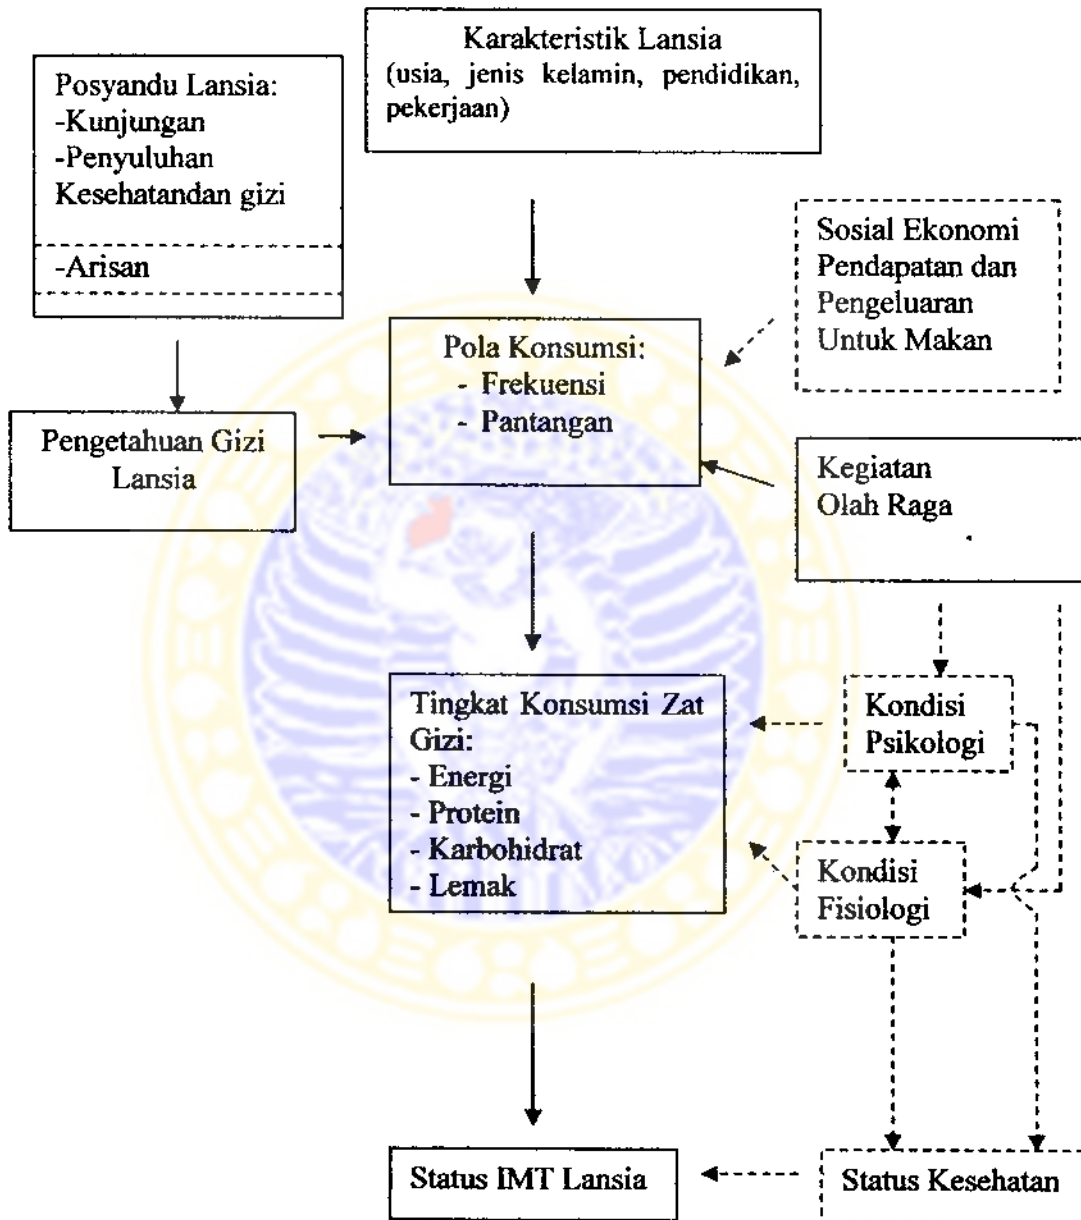 Karakteristik Lansia
(usia, jenis kelamin, pendidikan,
pekerjaan)
Posyandu Lansia:
-Kunjungan
-Penyuluhan
Kesehatandan gizi
-Arisan
Sosial Ekonomi
Pendapatan dan
Pengeluaran
Untuk Makan
Pola Konsumsi:
- Frekuensi
- Pantangan
Pengetahuan Gizi
Lansia
Kegiatan
Olah Raga
Tingkat Konsumsi Zat
Gizi:
- Energi
- Protein
- Karbohidrat
- Lemak
Kondisi
Psikologi
Kondisi
Fisiologi
Status IMT Lansia
Status Kesehatan